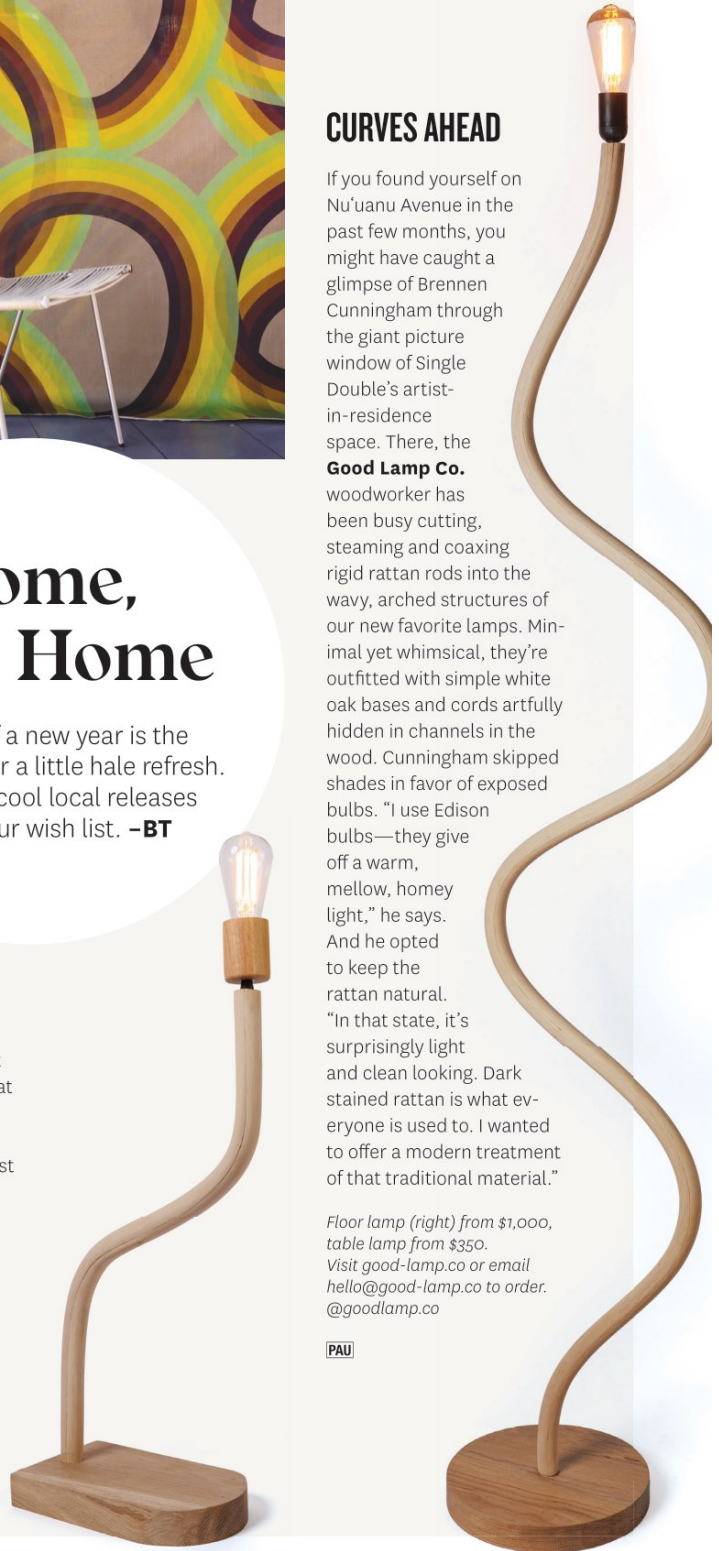 ome,
Home
a new year is the
r a little hale refresh.
cool local releases
ur wish list. –BT
at
st
CURVES AHEAD
If you found yourself on
Nu‘uanu Avenue in the
past few months, you
might have caught a
glimpse of Brennen
Cunningham through
the giant picture
window of Single
Double’s artist-
in-residence
space. There, the
Good Lamp Co.
woodworker has
been busy cutting,
steaming and coaxing
rigid rattan rods into the
wavy, arched structures of
our new favorite lamps. Min-
imal yet whimsical, they’re
outfitted with simple white
oak bases and cords artfully
hidden in channels in the
wood. Cunningham skipped
shades in favor of exposed
bulbs. “I use Edison
bulbs—they give
off a warm,
mellow, homey
light,” he says.
And he opted
to keep the
rattan natural.
“In that state, it’s
surprisingly light
and clean looking. Dark
stained rattan is what ev-
eryone is used to. I wanted
to offer a modern treatment
of that traditional material.”
Floor lamp (right) from $1,000,
table lamp from $350.
Visit good-lamp.co or email
hello@good-lamp.co to order.
@goodlamp.co
PAU